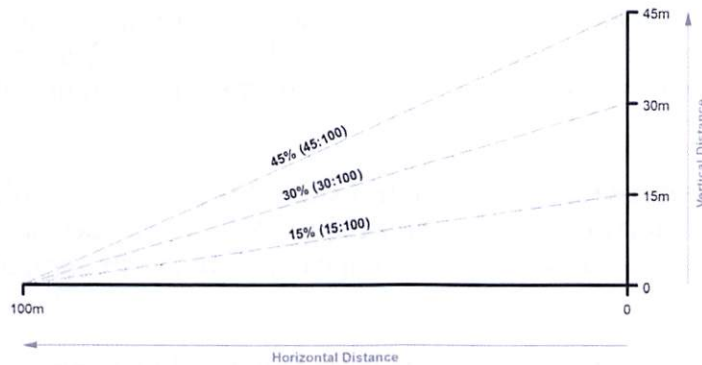 45m
30m
15m
0
Vertical Distance
45% (45:100)
30% (30:100)
15% (15:100)
100m
0
Horizontal Distance